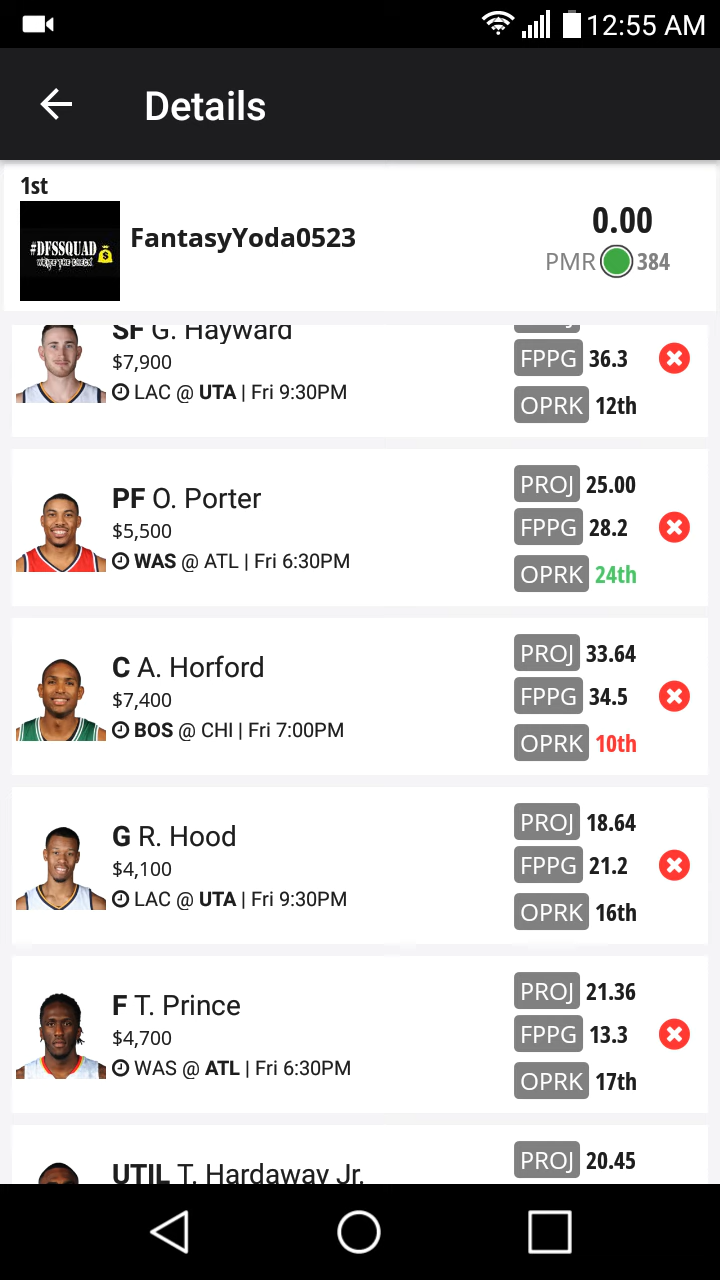 12:55 AM
Details
1st
#DFSSQUAD
FantasyYoda0523
0.00
PMR 384
SF G. Hayward
$7,900
LAC @ UTA | Fri 9:30PM
FPPG 36.3
OPRK 12th
PF O. Porter
$5,500
WAS @ ATL | Fri 6:30PM
PROJ 25.00
FPPG 28.2
OPRK 24th
C A. Horford
$7,400
BOS @ CHI | Fri 7:00PM
PROJ 33.64
FPPG 34.5
OPRK 10th
G R. Hood
$4,100
LAC @ UTA | Fri 9:30PM
PROJ 18.64
FPPG 21.2
OPRK 16th
F T. Prince
$4,700
WAS @ ATL | Fri 6:30PM
PROJ 21.36
FPPG 13.3
OPRK 17th
UTIL T. Hardaway Jr.
PROJ 20.45